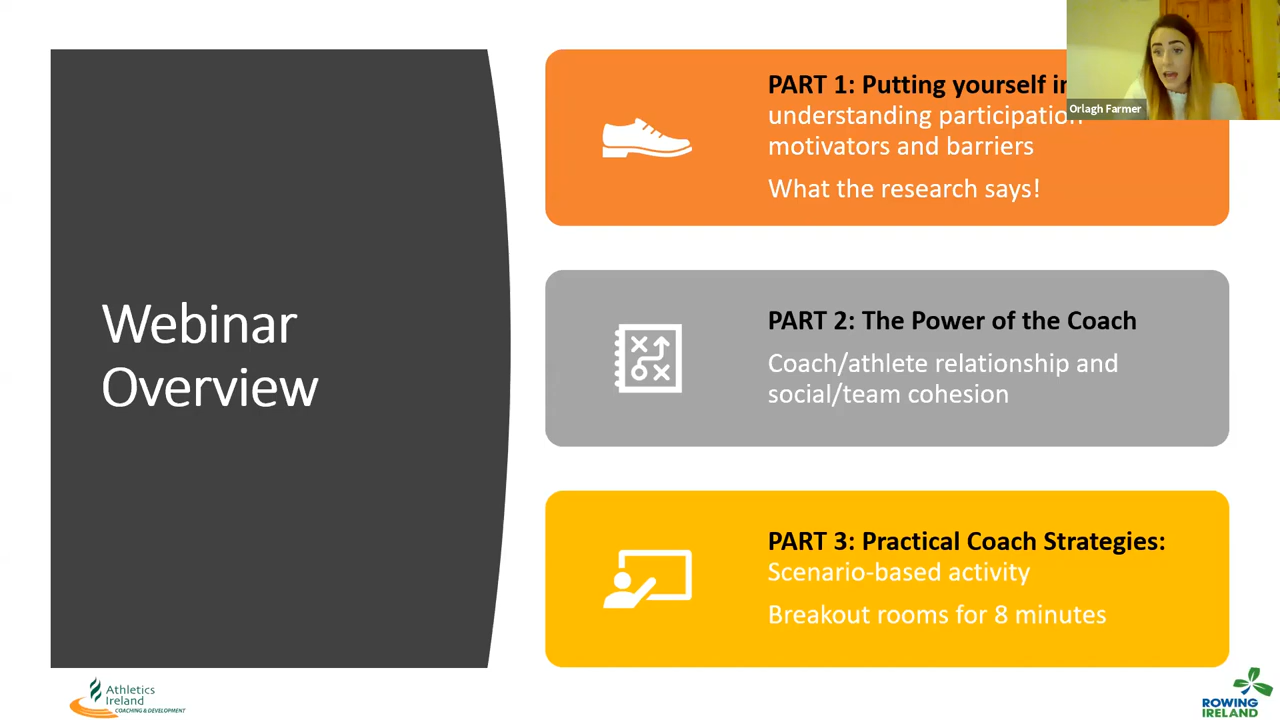 Webinar
Overview
PART 1: Putting yourself
understanding participation
motivators and barriers
What the research says!
Orlagh Farmer
PART 2: The Power of the Coach
Coach/athlete relationship and
social/team cohesion
PART 3: Practical Coach Strategies:
Scenario-based activity
Breakout rooms for 8 minutes
Athletics
Ireland
COACHING & DEVELOPMENT
ROWING
IRELAND